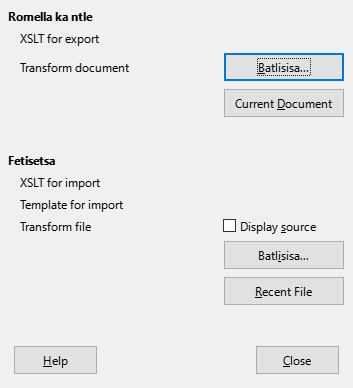 Romella ka ntle
XSLT for export
Transform document
Batlisisa...
Current Document
Fetisetsa
XSLT for import
Template for import
Transform file
Display source
Batlisisa...
Recent File
Help
Close